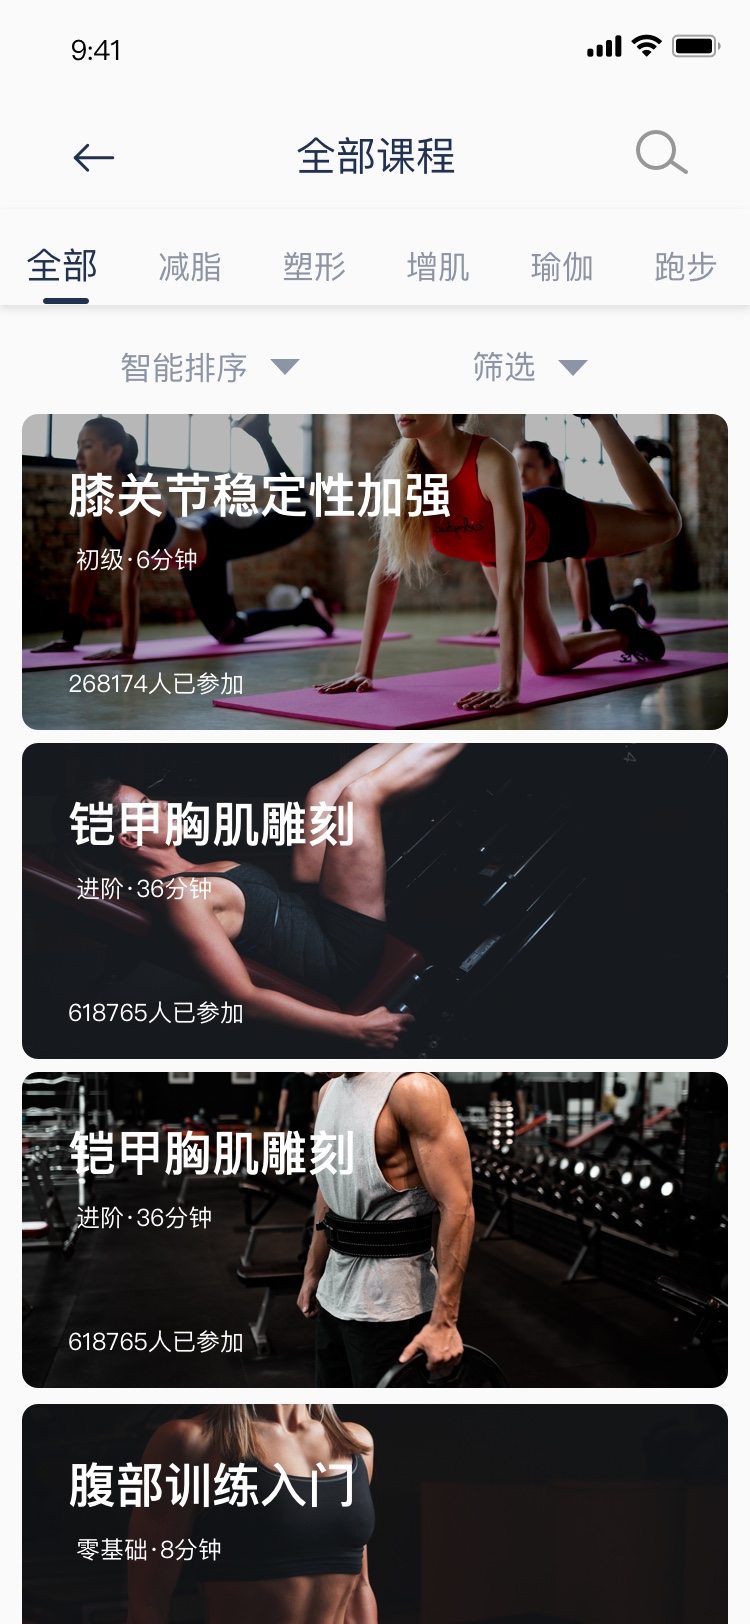 9:41
全部课程
全部 减脂 塑形 增肌 瑜伽 跑步
智能排序 筛选
膝关节稳定性加强
初级·6分钟
268174人已参加
铠甲胸肌雕刻
进阶·36分钟
618765人已参加
铠甲胸肌雕刻
进阶·36分钟
618765人已参加
腹部训练入门
零基础·8分钟